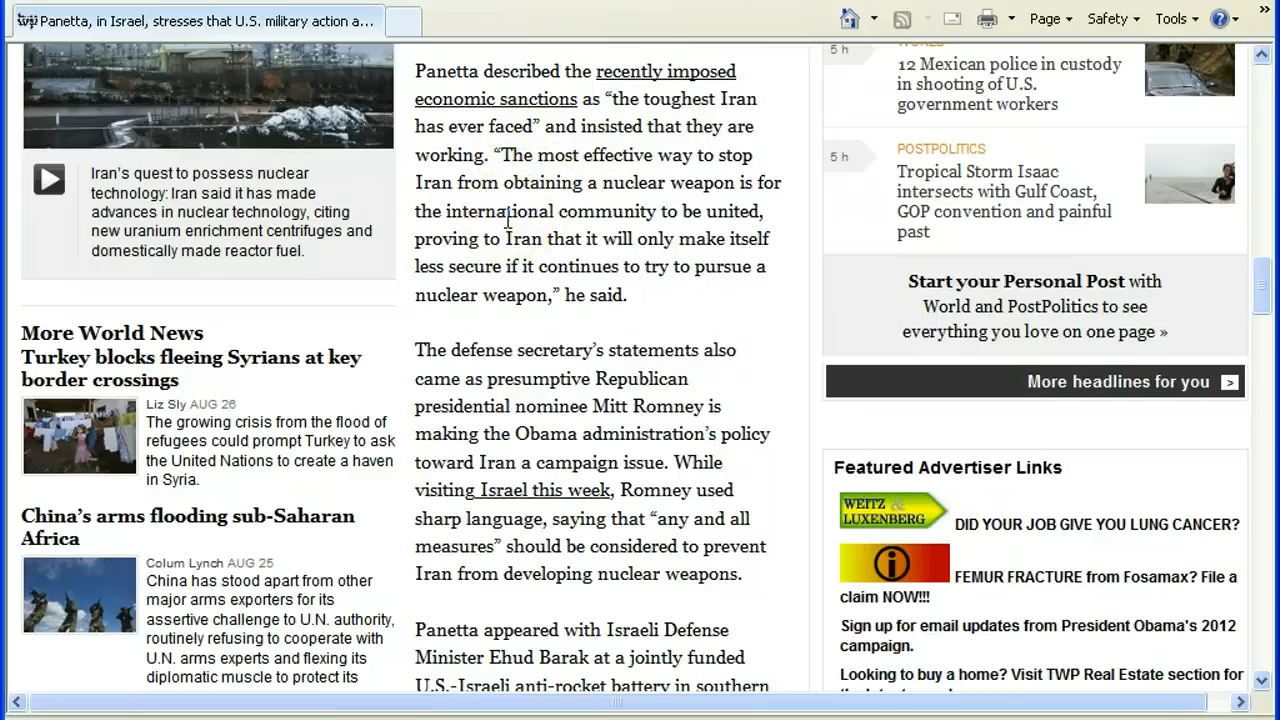 twp Panetta, in Israel, stresses that U.S. military action a...
Page
Safety
Tools
Iran's quest to possess nuclear
technology: Iran said it has made
advances in nuclear technology, citing
new uranium enrichment centrifuges and
domestically made reactor fuel.
More World News
Turkey blocks fleeing Syrians at key
border crossings
Liz Sly AUG 26
The growing crisis from the flood of
refugees could prompt Turkey to ask
the United Nations to create a haven
in Syria.
China's arms flooding sub-Saharan
Africa
Colum Lynch AUG 25
China has stood apart from other
major arms exporters for its
assertive challenge to U.N. authority,
routinely refusing to cooperate with
U.N. arms experts and flexing its
diplomatic muscle to protect its
Panetta described the recently imposed
economic sanctions as “the toughest Iran
has ever faced” and insisted that they are
working. “The most effective way to stop
Iran from obtaining a nuclear weapon is for
the international community to be united,
proving to Iran that it will only make itself
less secure if it continues to try to pursue a
nuclear weapon,” he said.
The defense secretary’s statements also
came as presumptive Republican
presidential nominee Mitt Romney is
making the Obama administration’s policy
toward Iran a campaign issue. While
visiting Israel this week, Romney used
sharp language, saying that “any and all
measures” should be considered to prevent
Iran from developing nuclear weapons.
Panetta appeared with Israeli Defense
Minister Ehud Barak at a jointly funded
U.S.-Israeli anti-rocket battery in southern
WORLD
5 h
12 Mexican police in custody
in shooting of U.S.
government workers
POSTPOLITICS
5 h
Tropical Storm Isaac
intersects with Gulf Coast,
GOP convention and painful
past
Start your Personal Post with
World and PostPolitics to see
everything you love on one page »
More headlines for you >
Featured Advertiser Links
WEITZ &
LUXENBERG
DID YOUR JOB GIVE YOU LUNG CANCER?
FEMUR FRACTURE from Fosamax? File a
claim NOW!!!
Sign up for email updates from President Obama's 2012
campaign.
Looking to buy a home? Visit TWP Real Estate section for